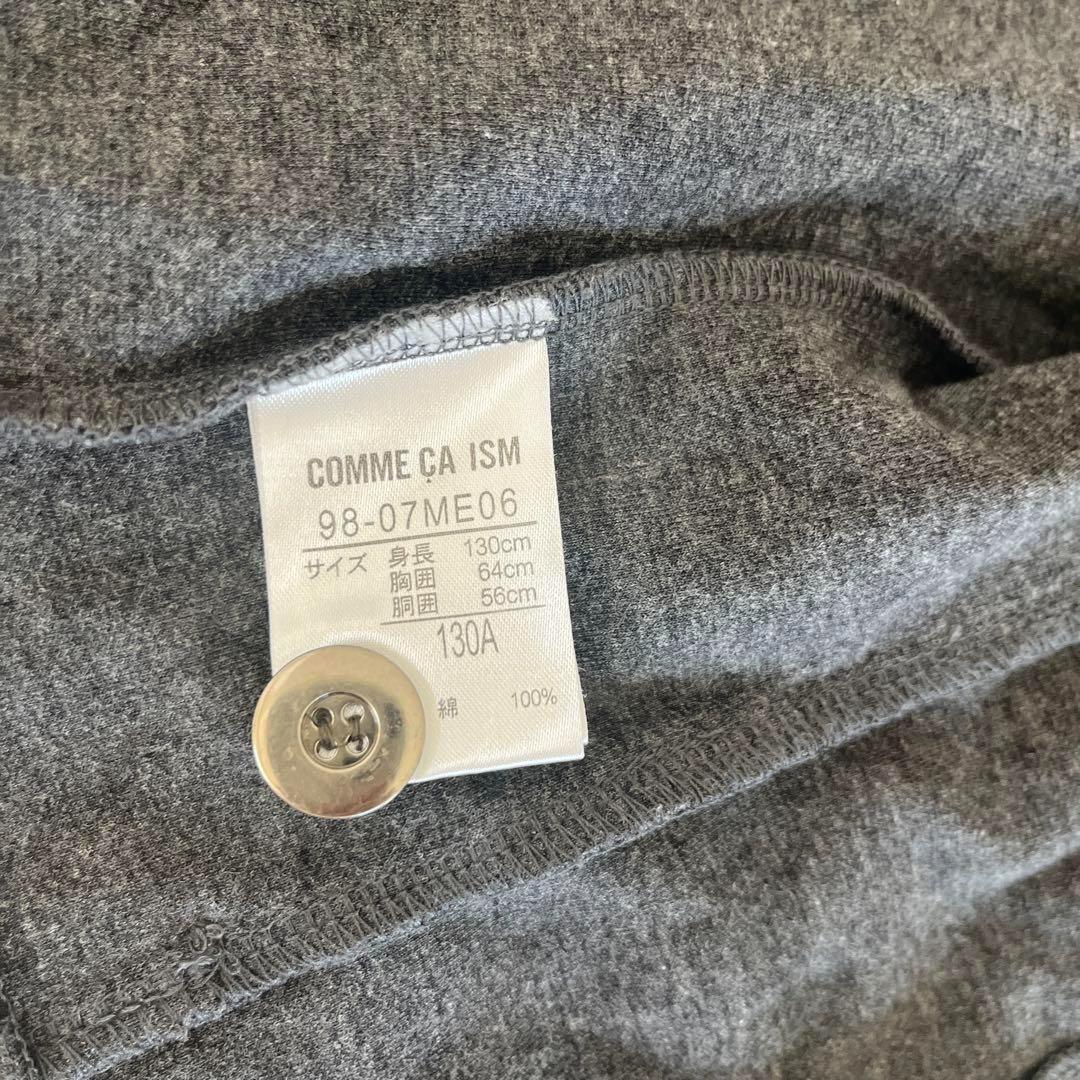 COMME ÇA ISM
98-07ME06
サイズ 身長 130cm
胸囲 64cm
胴囲 56cm
130A
綿 100%